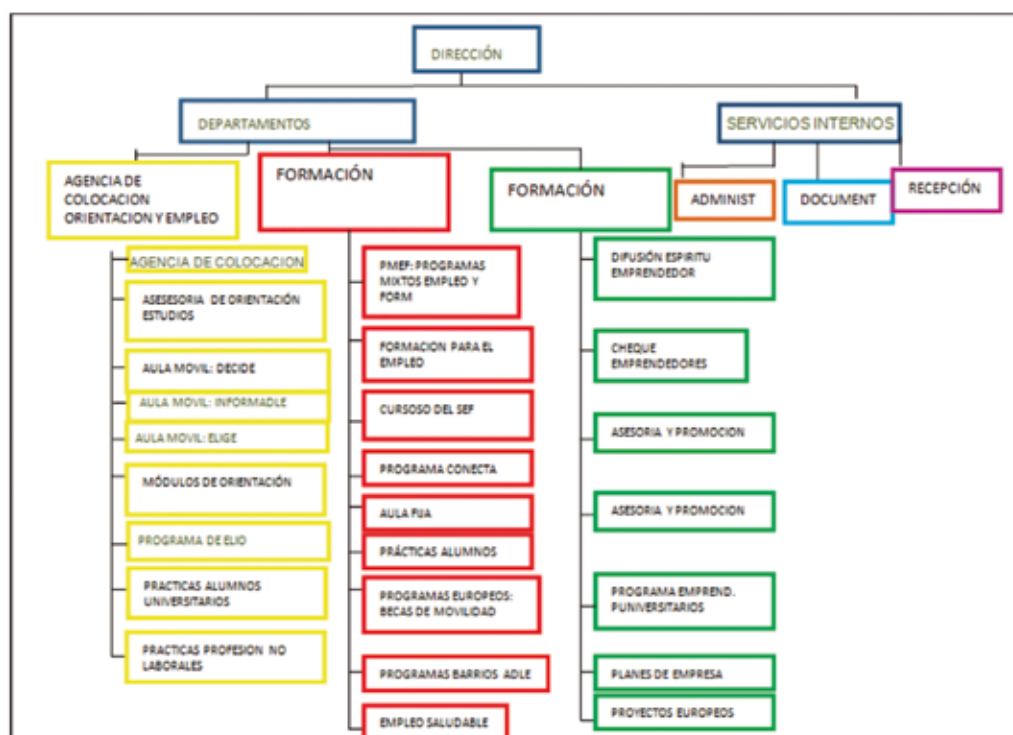 DIRECCIÓN
DEPARTAMENTOS
SERVICIOS INTERNOS
AGENCIA DE
COLOCACION
ORIENTACION Y EMPLEO
FORMACIÓN
FORMACIÓN
ADMINIST
DOCUMENT
RECEPCIÓN
AGENCIA DE COLOCACION
ASESESORIA DE ORIENTACIÓN
ESTUDIOS
AULA MOVIL: DECIDE
AULA MOVIL: INFORMADLE
AULA MOVIL: ELIGE
MÓDULOS DE ORIENTACIÓN
PROGRAMA DE ELIO
PRACTICAS ALUMNOS
UNIVERSITARIOS
PRACTICAS PROFESION NO
LABORALES
PMEF: PROGRAMAS
MIXTOS EMPLEO Y
FORM
FORMACION PARA EL
EMPLEO
CURSOSO DEL SEF
PROGRAMA CONECTA
AULA FIJA
PRÁCTICAS ALUMNOS
PROGRAMAS EUROPEOS:
BECAS DE MOVILIDAD
PROGRAMAS BARRIOS ADLE
EMPLEO SALUDABLE
DIFUSIÓN ESPIRITU
EMPRENDEDOR
CHEQUE
EMPRENDEDORES
ASESORIA Y PROMOCION
ASESORIA Y PROMOCION
PROGRAMA EMPREND.
PUNIVERSITARIOS
PLANES DE EMPRESA
PROYECTOS EUROPEOS